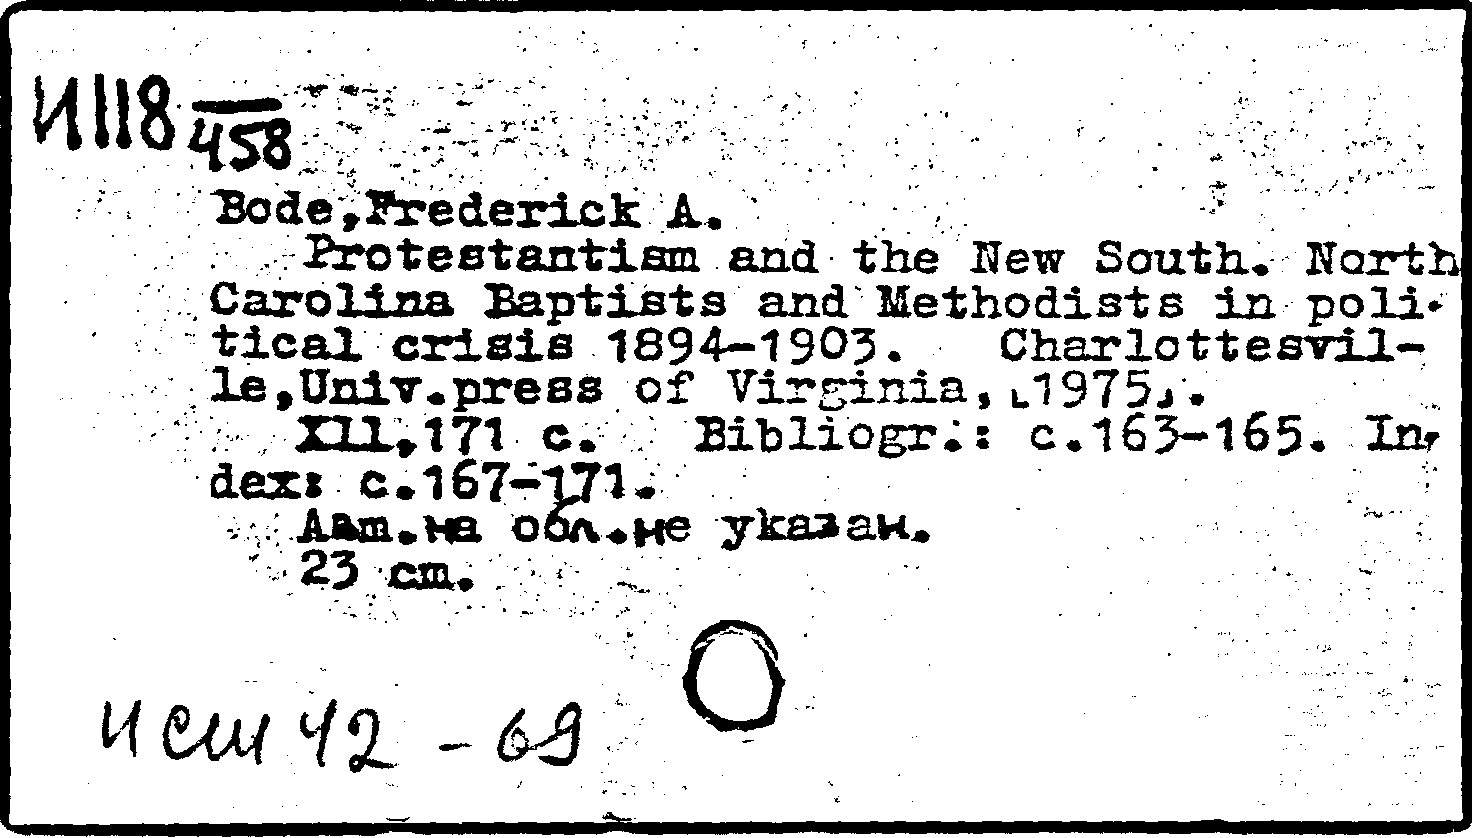 И118 458
Bode,Frederick A.
Protestantism and the New South. North
Carolina Baptists and Methodists in poli-
tical crisis 1894-1903. Charlottesvil-
le,Univ.press of Virginia,[1975].
XII,171 c. Bibliogr.: c.163-165. In-
dex: c.167-171.
Авт.на обл.не указан.
23 cm.
И СШ 42 - 69